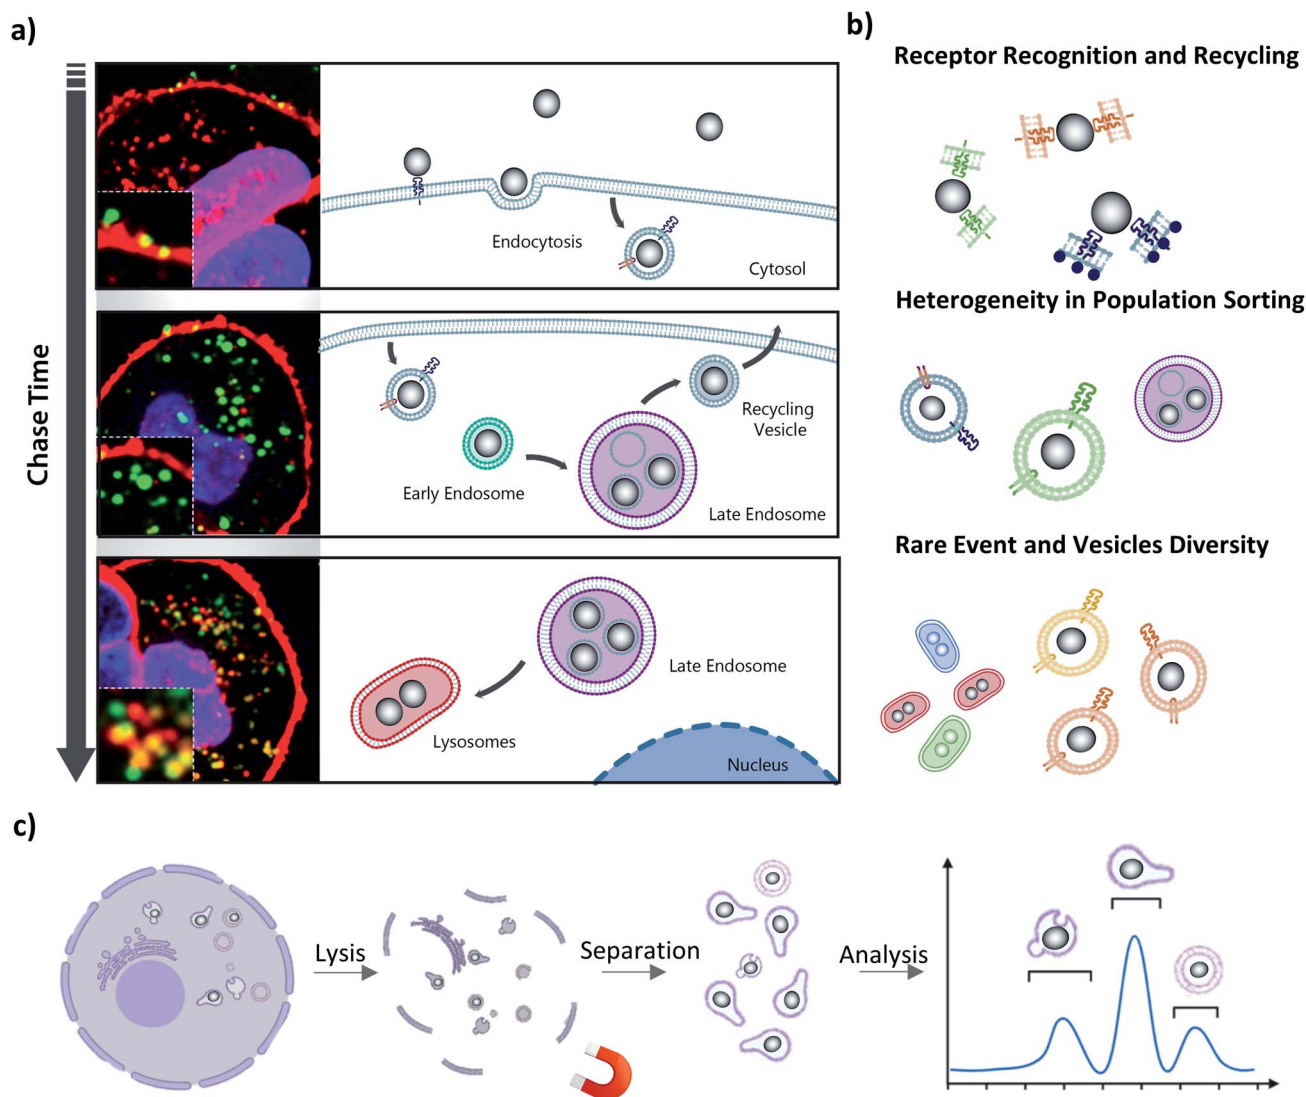 a)
Chase Time
Endocytosis
Cytosol
Early Endosome
Recycling
Vesicle
Late Endosome
Late Endosome
Lysosomes
Nucleus
b)
Receptor Recognition and Recycling
Heterogeneity in Population Sorting
Rare Event and Vesicles Diversity
c)
Lysis
Separation
Analysis